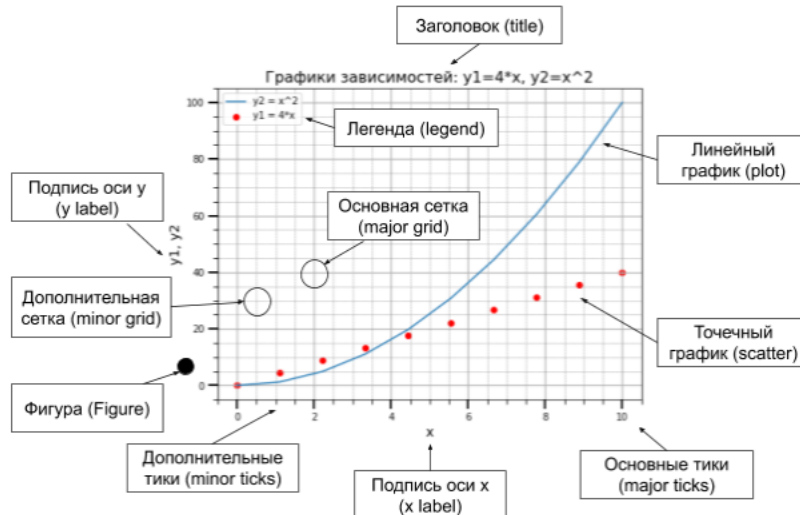 Заголовок (title)
Графики зависимостей: y1=4*x, y2=x^2
y2 = x^2
y1 = 4*x
Легенда (legend)
Линейный
график (plot)
Подпись оси y
(y label)
y1, y2
Основная сетка
(major grid)
Дополнительная
сетка (minor grid)
Точечный
график (scatter)
Фигура (Figure)
100
80
60
40
20
0
0 2 4 6 8 10
x
Дополнительные
тики (minor ticks)
Подпись оси x
(x label)
Основные тики
(major ticks)